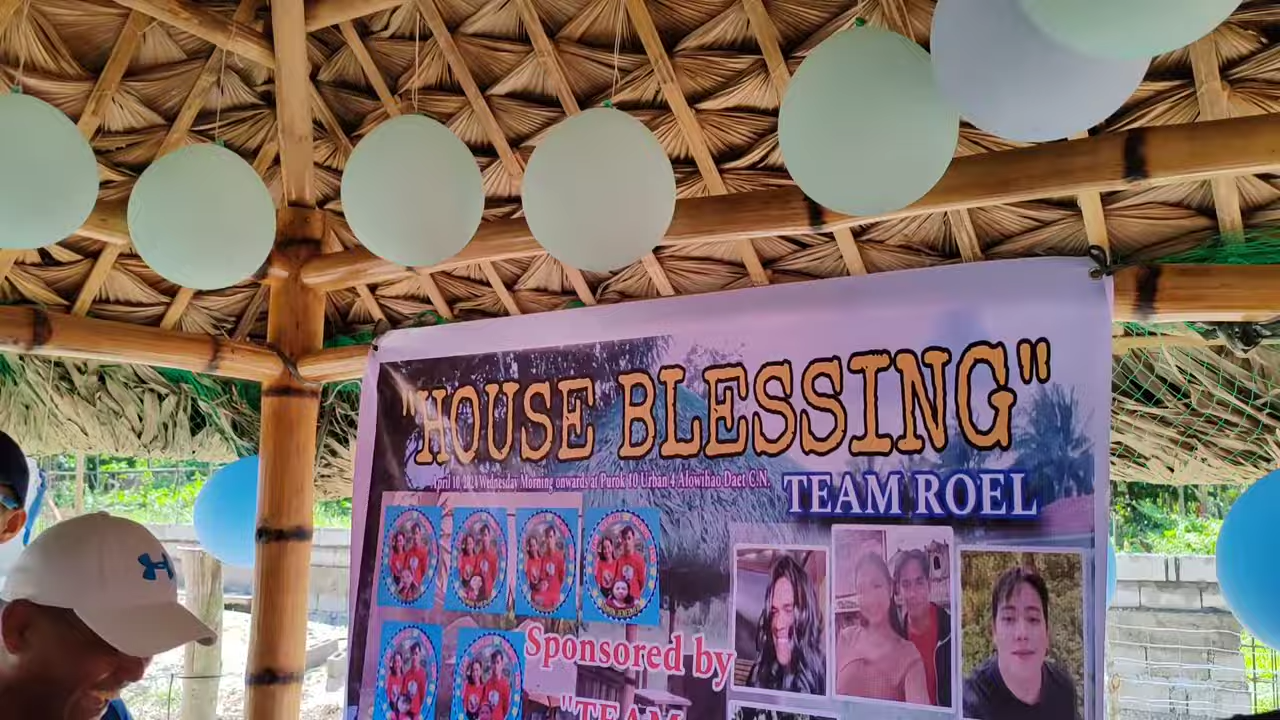 "HOUSE BLESSING"
April 10, 2024 Wednesday Morning onwards at Purok 10 Urban 4 Alowihao Daet C.N.
TEAM ROEL
Sponsored by
"TEAM